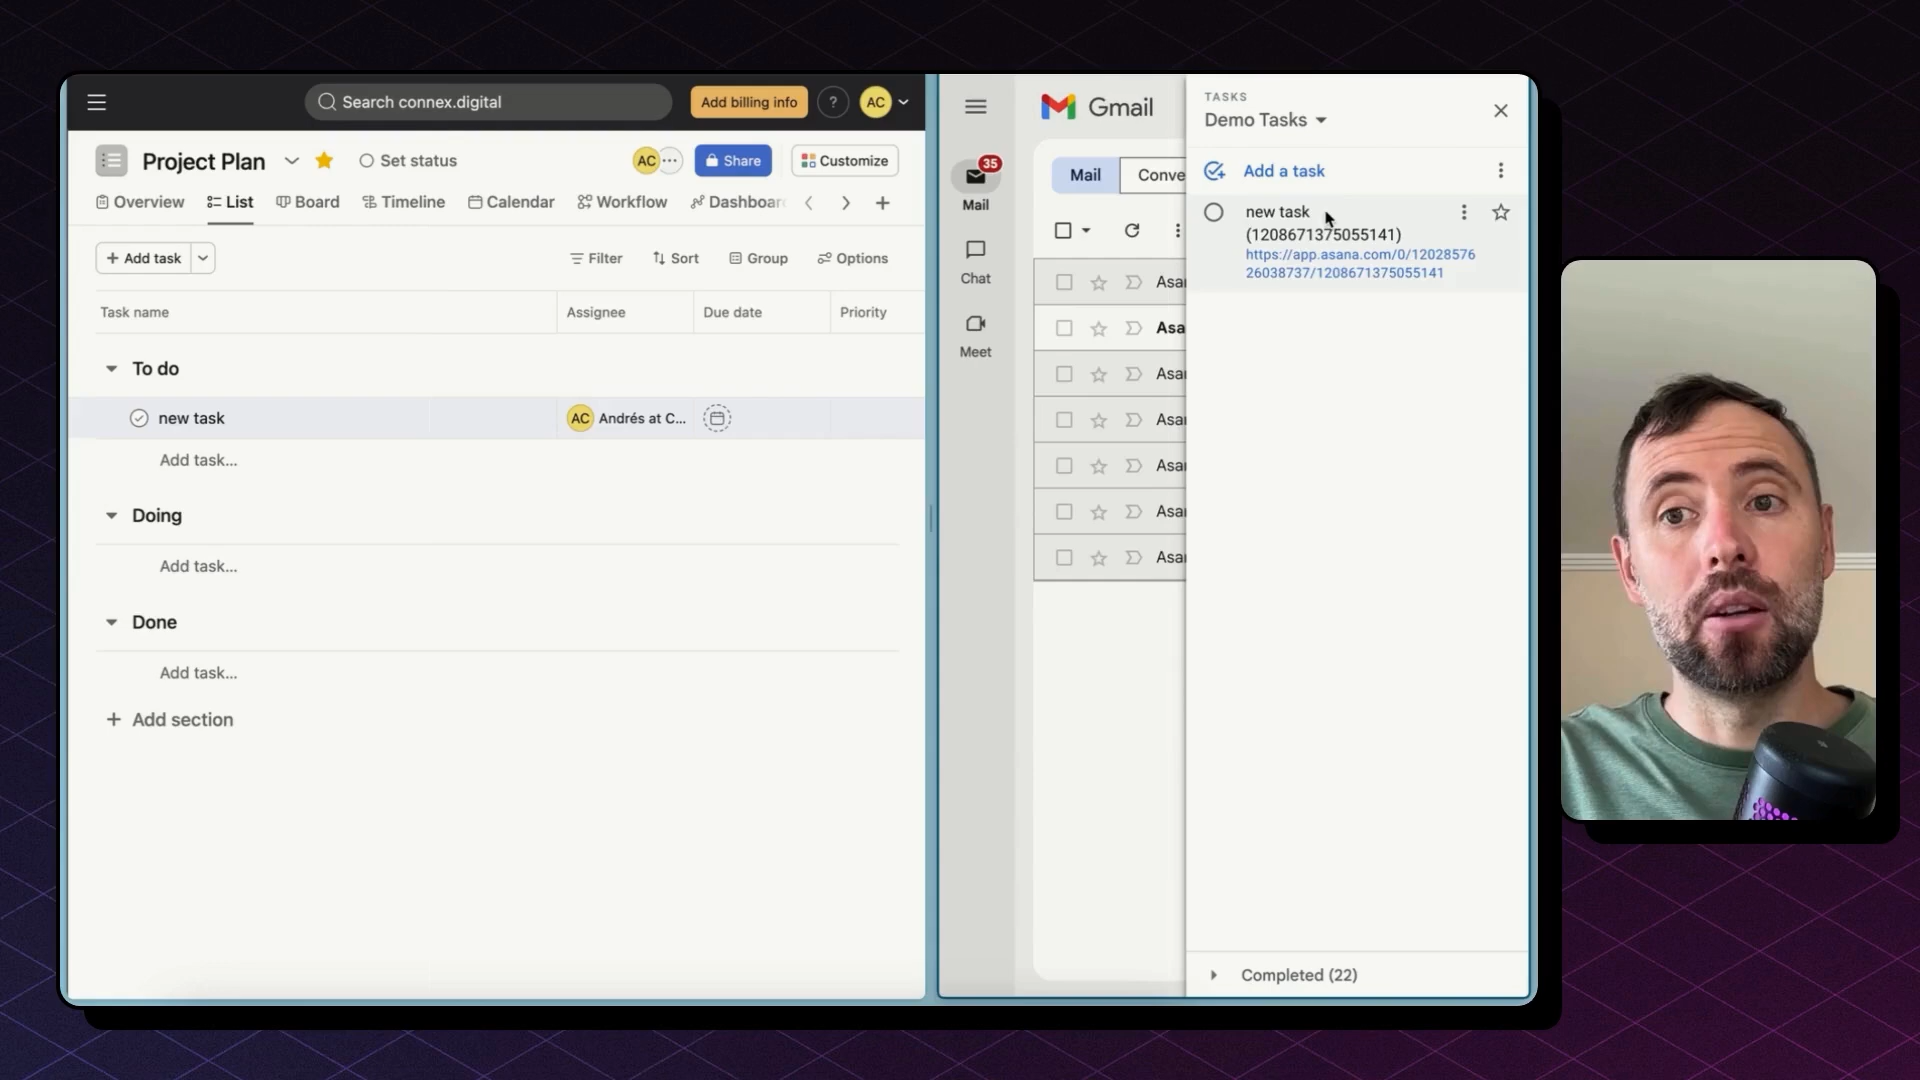 Search connex.digital
Add billing info
?
AC
Project Plan
Set status
AC
Share
Customize
Overview
List
Board
Timeline
Calendar
Workflow
Dashboar
Add task
Filter
Sort
Group
Options
Task name
Assignee
Due date
Priority
To do
new task
AC
Andrés at C...
Add task...
Doing
Add task...
Done
Add task...
+ Add section
Gmail
35
Mail
Chat
Meet
Mail
Conve
Asa
Asa
Asa
Asa
Asa
Asa
Asa
TASKS
Demo Tasks
Add a task
new task
(1208671375055141)
https://app.asana.com/0/12028576
26038737/1208671375055141
Completed (22)